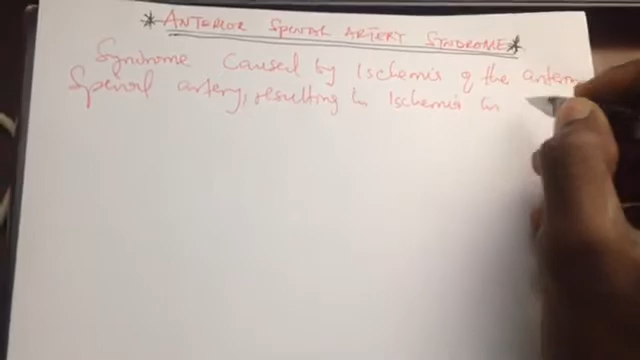 *ANTERIOR SPINAL ARTERY SYNDROME*
Syndrome caused by Ischemia of the anterior
Spinal artery, resulting in Ischemia in